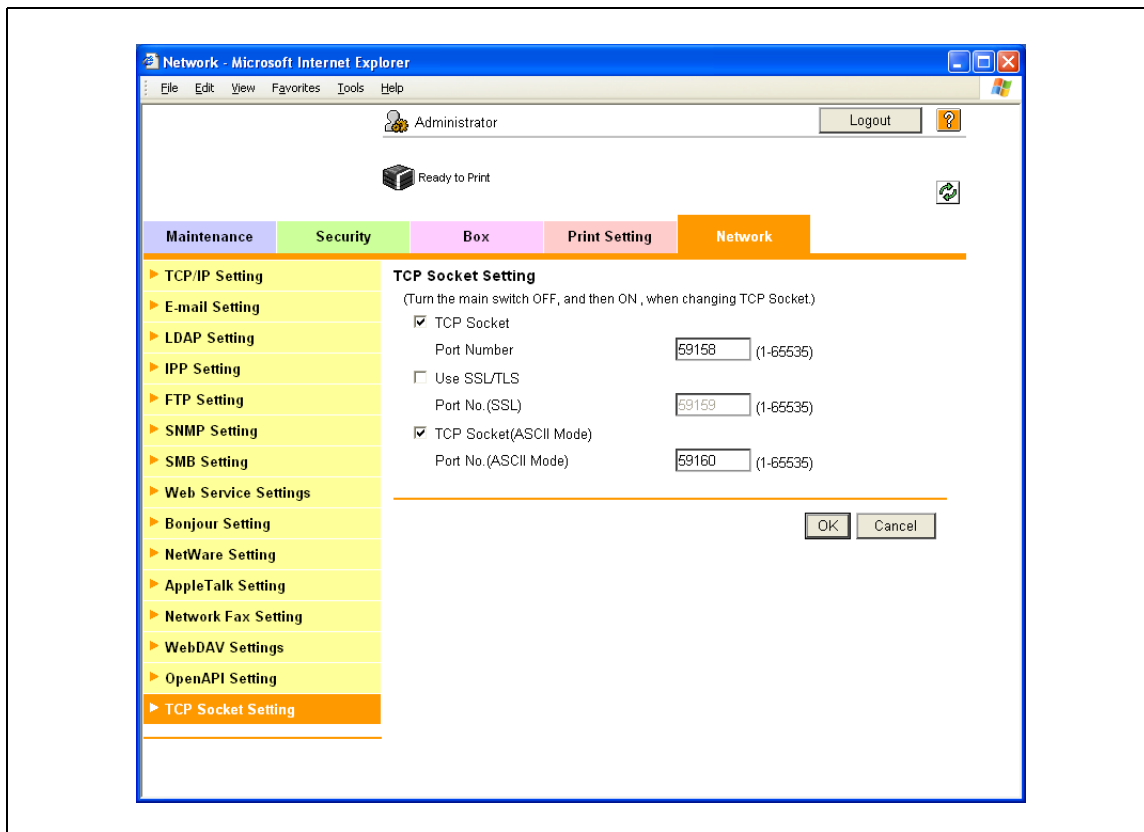 Network - Microsoft Internet Explorer
File Edit View Favorites Tools Help
Administrator
Logout
?
Ready to Print
Maintenance Security Box Print Setting Network
TCP/IP Setting
E-mail Setting
LDAP Setting
IPP Setting
FTP Setting
SNMP Setting
SMB Setting
Web Service Settings
Bonjour Setting
NetWare Setting
AppleTalk Setting
Network Fax Setting
WebDAV Settings
OpenAPI Setting
TCP Socket Setting
TCP Socket Setting
(Turn the main switch OFF, and then ON , when changing TCP Socket.)
TCP Socket
Port Number 59158 (1-65535)
Use SSL/TLS
Port No.(SSL) 59159 (1-65535)
TCP Socket(ASCII Mode)
Port No.(ASCII Mode) 59160 (1-65535)
OK Cancel